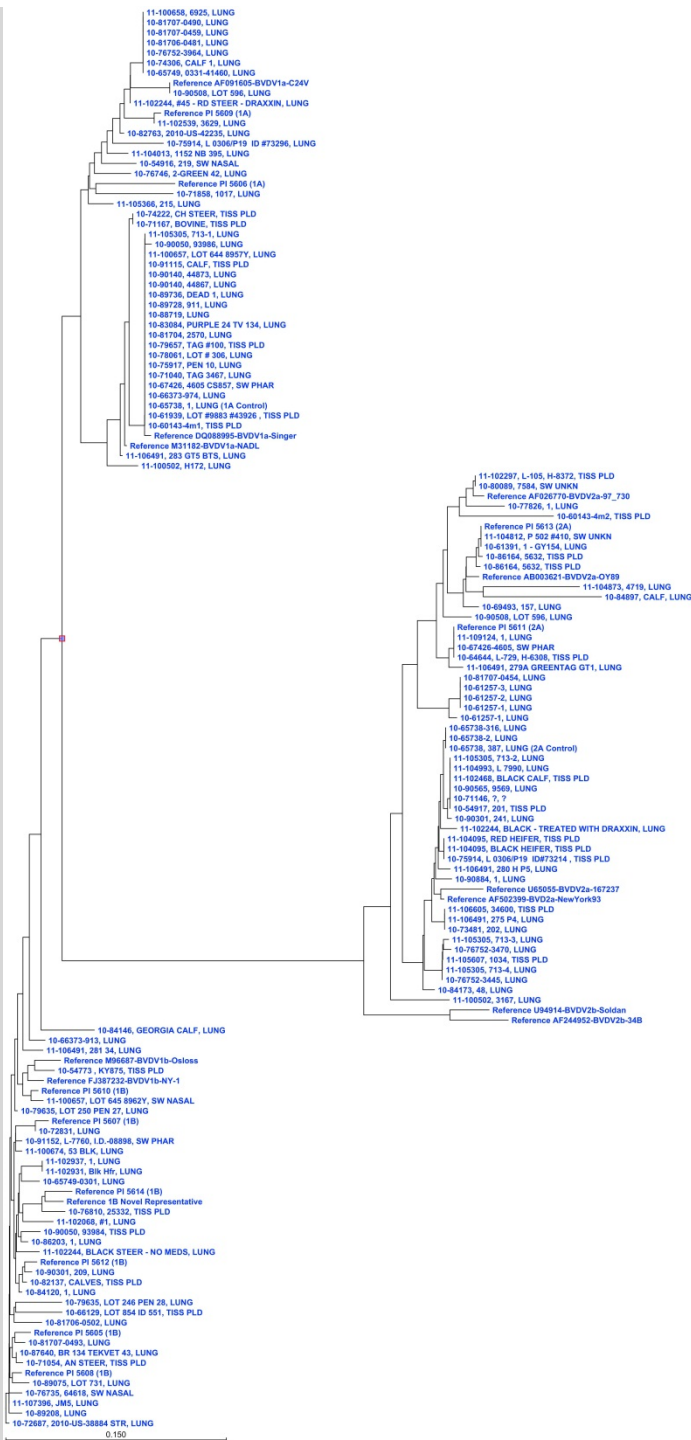 11-100658, 6925, LUNG
10-81707-0490, LUNG
10-81707-0459, LUNG
10-81706-0481, LUNG
10-76752-3964, LUNG
10-74306, CALF 1, LUNG
10-65749, 0331-41460, LUNG
Reference AF091605-BVDV1a-C24V
10-90508, LOT 596, LUNG
11-102244, #45 - RD STEER - DRAXXIN, LUNG
Reference PI 5609 (1A)
11-102539, 3629, LUNG
10-82763, 2010-US-42235, LUNG
10-75914, L 0306/P19 ID #73296, LUNG
11-104013, 1152 NB 395, LUNG
10-54916, 219, SW NASAL
10-76746, 2-GREEN 42, LUNG
Reference PI 5606 (1A)
10-71858, 1017, LUNG
11-105366, 215, LUNG
10-74222, CH STEER, TISS PLD
10-71167, BOVINE, TISS PLD
11-105305, 713-1, LUNG
10-90050, 93986, LUNG
11-100657, LOT 644 8957Y, LUNG
10-91115, CALF, TISS PLD
10-90140, 44873, LUNG
10-90140, 44867, LUNG
10-89736, DEAD 1, LUNG
10-89728, 911, LUNG
10-88719, LUNG
10-83084, PURPLE 24 TV 134, LUNG
10-81704, 2570, LUNG
10-79657, TAG #100, TISS PLD
10-78061, LOT # 306, LUNG
10-75917, PEN 10, LUNG
10-71040, TAG 3467, LUNG
10-67426, 4605 CS857, SW PHAR
10-66373-974, LUNG
10-65738, 1, LUNG (1A Control)
10-61939, LOT #9883 #43926 , TISS PLD
10-60143-4m1, TISS PLD
Reference DQ088995-BVDV1a-Singer
Reference M31182-BVDV1a-NADL
11-106491, 283 GT5 BTS, LUNG
11-100502, H172, LUNG
11-102297, L-105, H-8372, TISS PLD
10-80089, 7584, SW UNKN
Reference AF026770-BVDV2a-97_730
10-77826, 1, LUNG
10-60143-4m2, TISS PLD
Reference PI 5613 (2A)
11-104812, P 502 #410, SW UNKN
10-61391, 1 - GY154, LUNG
10-86164, 5632, TISS PLD
10-86164, 5632, TISS PLD
Reference AB003621-BVDV2a-OY89
11-104873, 4719, LUNG
10-84897, CALF, LUNG
10-69493, 157, LUNG
10-90508, LOT 596, LUNG
Reference PI 5611 (2A)
11-109124, 1, LUNG
10-67426-4605, SW PHAR
10-64644, L-729, H-6308, TISS PLD
11-106491, 279A GREENTAG GT1, LUNG
10-81707-0454, LUNG
10-61257-3, LUNG
10-61257-2, LUNG
10-61257-1, LUNG
10-61257-1, LUNG
10-65738-316, LUNG
10-65738-2, LUNG
10-65738, 387, LUNG (2A Control)
11-105305, 713-2, LUNG
11-104993, L 7990, LUNG
11-102468, BLACK CALF, TISS PLD
10-90565, 9569, LUNG
10-71146, ?, ?
10-54917, 201, TISS PLD
10-90301, 241, LUNG
11-102244, BLACK - TREATED WITH DRAXXIN, LUNG
11-104095, RED HEIFER, TISS PLD
11-104095, BLACK HEIFER, TISS PLD
10-75914, L 0306/P19 ID#73214 , TISS PLD
11-106491, 280 H P5, LUNG
10-90884, 1, LUNG
Reference U65055-BVDV2a-167237
Reference AF502399-BVD2a-NewYork93
11-106605, 34600, TISS PLD
11-106491, 275 P4, LUNG
10-73481, 202, LUNG
11-105305, 713-3, LUNG
10-76752-3470, LUNG
11-105607, 1034, TISS PLD
11-105305, 713-4, LUNG
10-76752-3445, LUNG
10-84173, 48, LUNG
11-100502, 3167, LUNG
Reference U94914-BVDV2b-Soldan
Reference AF244952-BVDV2b-34B
10-84146, GEORGIA CALF, LUNG
10-66373-913, LUNG
11-106491, 281 34, LUNG
Reference M96687-BVDV1b-Osloss
10-54773 , KY875, TISS PLD
Reference FJ387232-BVDV1b-NY-1
Reference PI 5610 (1B)
11-100657, LOT 645 8962Y, SW NASAL
10-79635, LOT 250 PEN 27, LUNG
Reference PI 5607 (1B)
10-72831, LUNG
10-91152, L-7760, I.D.-08898, SW PHAR
11-100674, 53 BLK, LUNG
11-102937, 1, LUNG
11-102931, Blk Hfr, LUNG
10-65749-0301, LUNG
Reference PI 5614 (1B)
Reference 1B Novel Representative
10-76810, 25332, TISS PLD
11-102068, #1, LUNG
10-90050, 93984, TISS PLD
10-86203, 1, LUNG
11-102244, BLACK STEER - NO MEDS, LUNG
Reference PI 5612 (1B)
10-90301, 209, LUNG
10-82137, CALVES, TISS PLD
10-84120, 1, LUNG
10-79635, LOT 246 PEN 28, LUNG
10-66129, LOT 854 ID 551, TISS PLD
10-81706-0502, LUNG
Reference PI 5605 (1B)
10-81707-0493, LUNG
10-87640, BR 134 TEKVET 43, LUNG
10-71054, AN STEER, TISS PLD
Reference PI 5608 (1B)
10-89075, LOT 731, LUNG
10-76735, 64618, SW NASAL
11-107396, JM5, LUNG
10-89208, LUNG
10-72687, 2010-US-38884 STR, LUNG
0.150